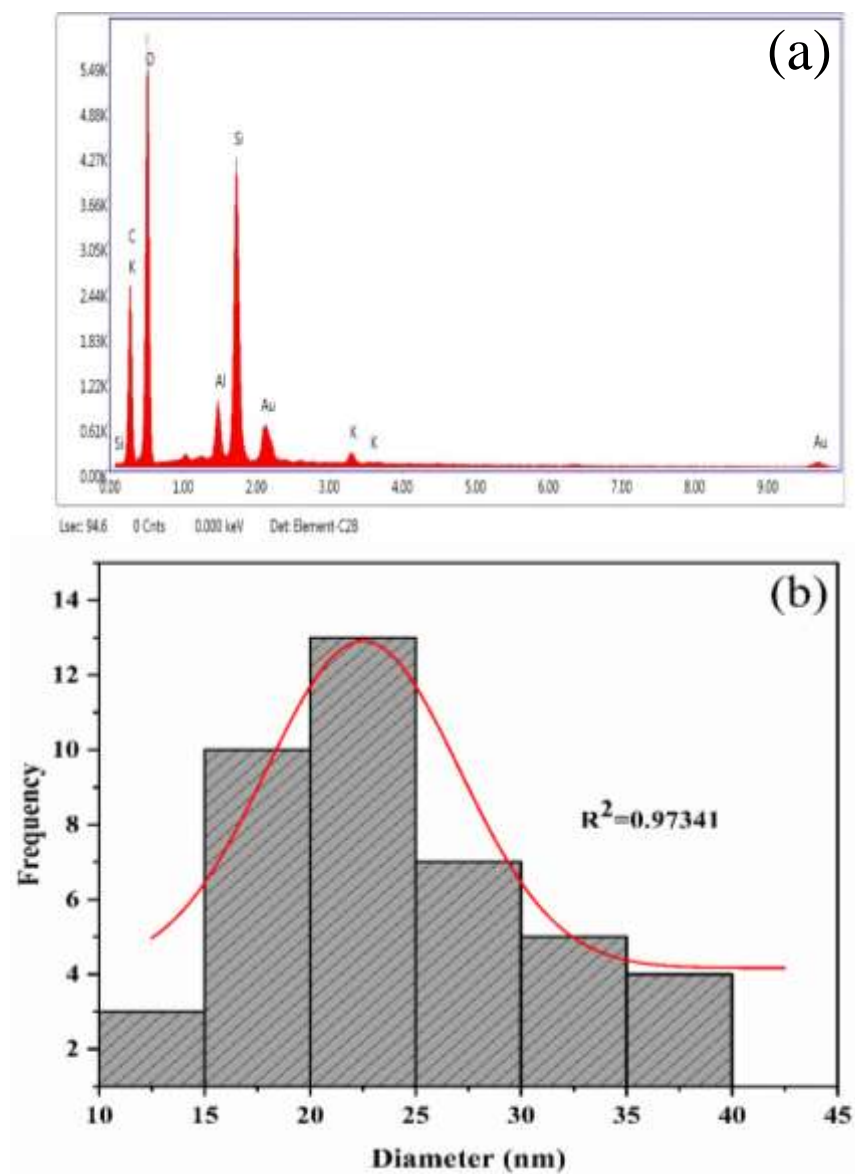 (a)
5.49K
O
4.88K
Si
4.27K
3.66K
C
3.05K
K
2.44K
1.83K
Al
1.22K
Au
0.61K
Si
K
K
Au
0.00K
0.00 1.00 2.00 3.00 4.00 5.00 6.00 7.00 8.00 9.00
Lsec: 94.6 0 Cnts 0.000 keV Det: Element-C2B
(b)
14
12
10
8
6
4
2
Frequency
R²=0.97341
10 15 20 25 30 35 40 45
Diameter (nm)